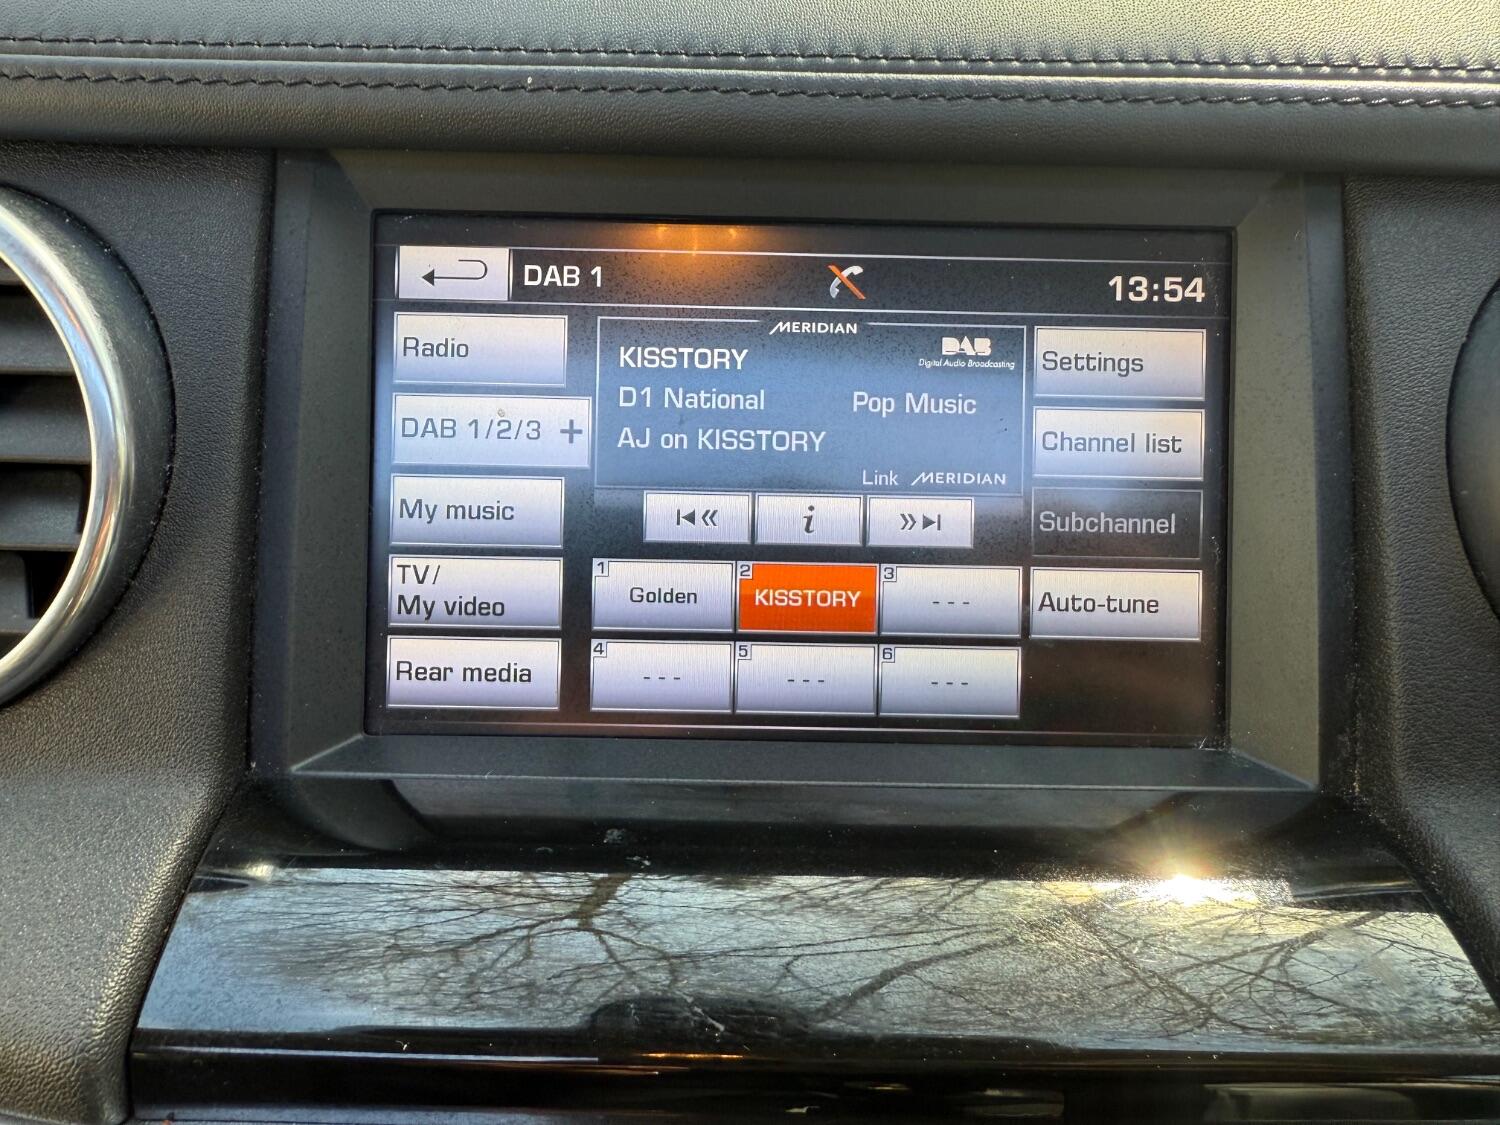 DAB 1
13:54
Radio
DAB 1/2/3 +
My music
TV/
My video
Rear media
MERIDIAN
KISSTORY
DAB
Digital Audio Broadcasting
D1 National
Pop Music
AJ on KISSTORY
Link MERIDIAN
i
1
Golden
2
KISSTORY
3
- - -
4
- - -
5
- - -
6
- - -
Settings
Channel list
Subchannel
Auto-tune